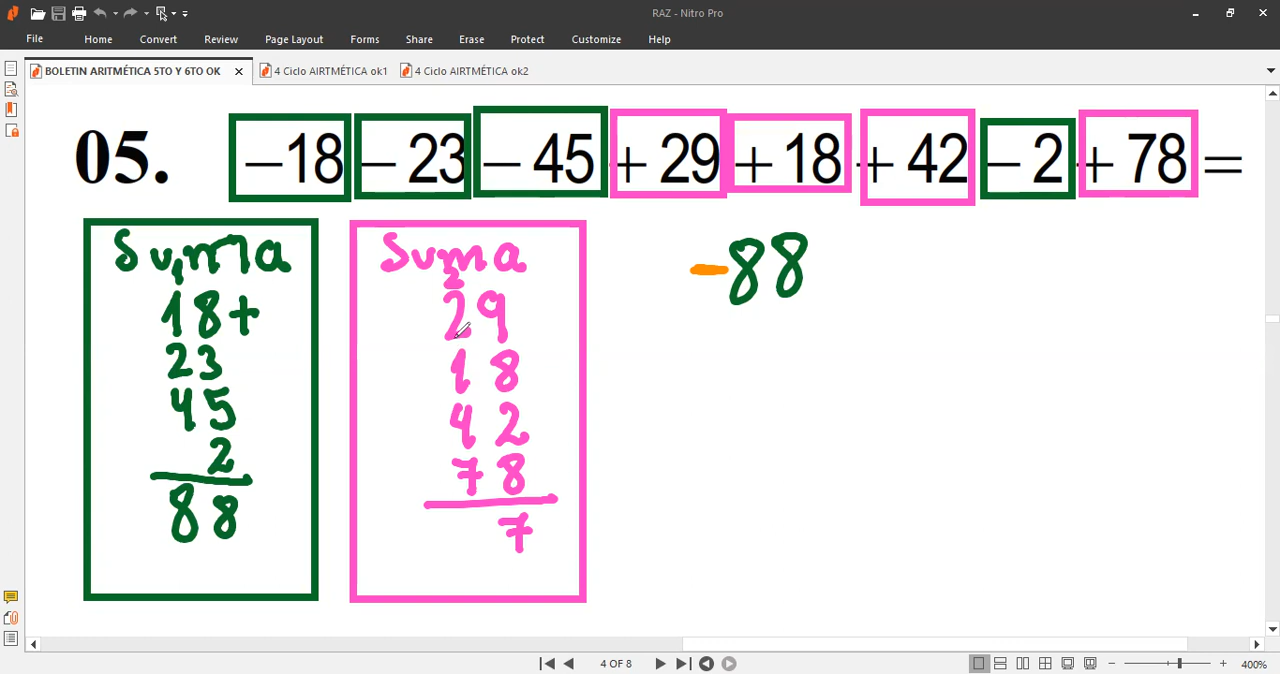 RAZ - Nitro Pro
File Home Convert Review Page Layout Forms Share Erase Protect Customize Help
BOLETIN ARITMÉTICA 5TO Y 6TO OK × 4 Ciclo AIRTMÉTICA ok1 4 Ciclo AIRTMÉTICA ok2
05. −18 − 23 − 45 + 29 + 18 + 42 − 2 + 78 =
Suma
1
18+
23
45
2
88
Suma
2
29
18
42
78
7
-88
4 OF 8
400%